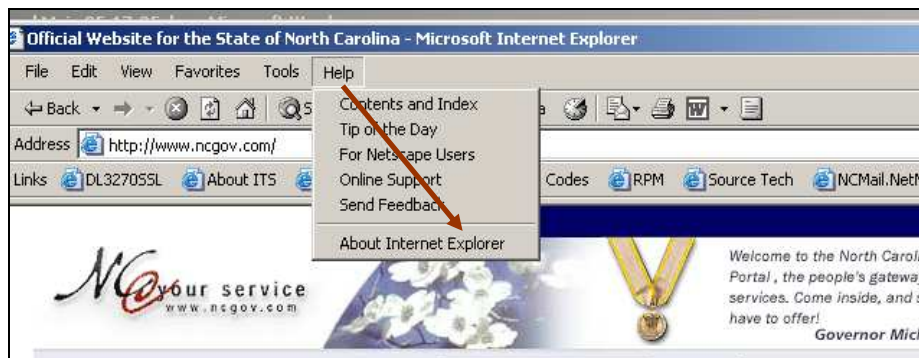 Official Website for the State of North Carolina - Microsoft Internet Explorer
File Edit View Favorites Tools Help
Back
Contents and Index
Tip of the Day
For Netscape Users
Online Support
Send Feedback
About Internet Explorer
Address http://www.ncgov.com/
Links DL3270SSL About ITS Codes RPM Source Tech NCMail.Net
NC@your service
www.ncgov.com
Welcome to the North Caroli
Portal, the people's gatewa
services. Come inside, and s
have to offer!
Governor Mic